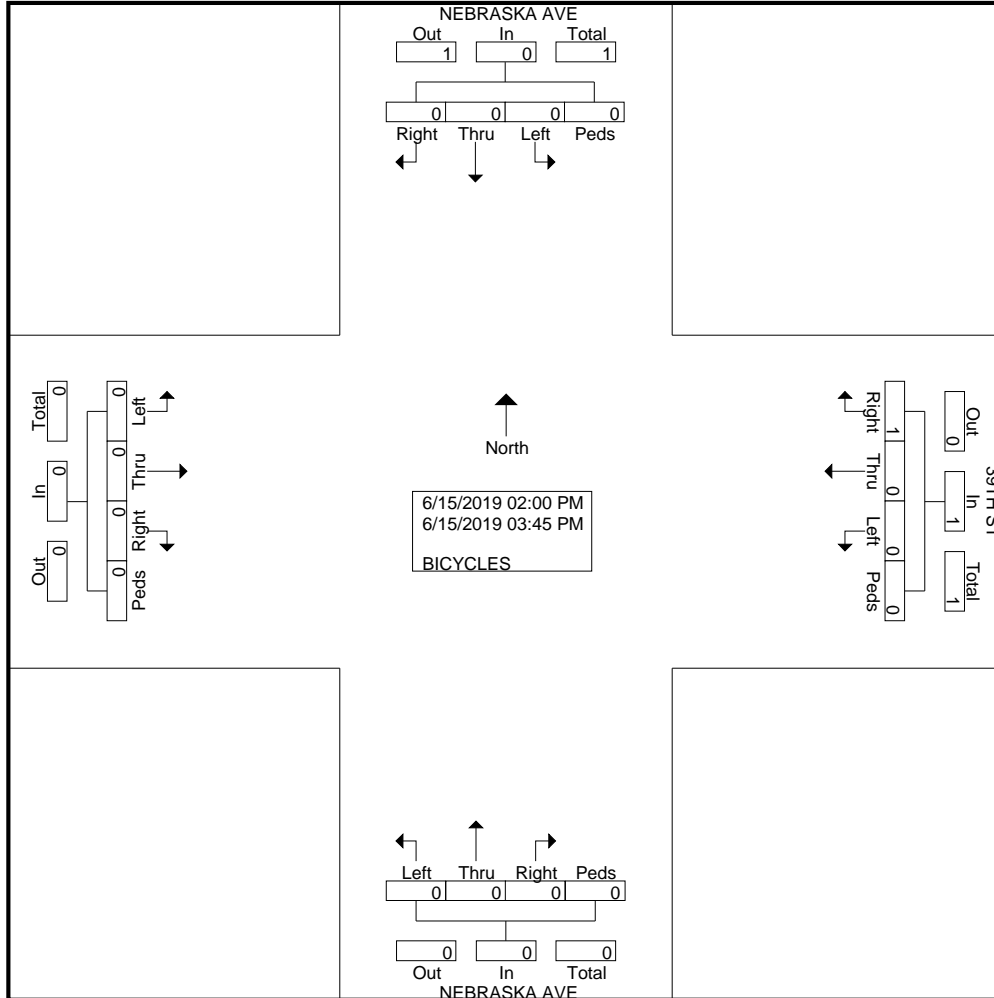 NEBRASKA AVE
Out In Total
1 0 1
0 0 0 0
Right Thru Left Peds
Total In Out
0 0 0
0 0 0 0
Left Thru Right Peds
North
6/15/2019 02:00 PM
6/15/2019 03:45 PM
BICYCLES
Right Thru Left Peds
1 0 0 0
Out In Total
0 1 1
39TH ST
Left Thru Right Peds
0 0 0 0
0 0 0
Out In Total
NEBRASKA AVE